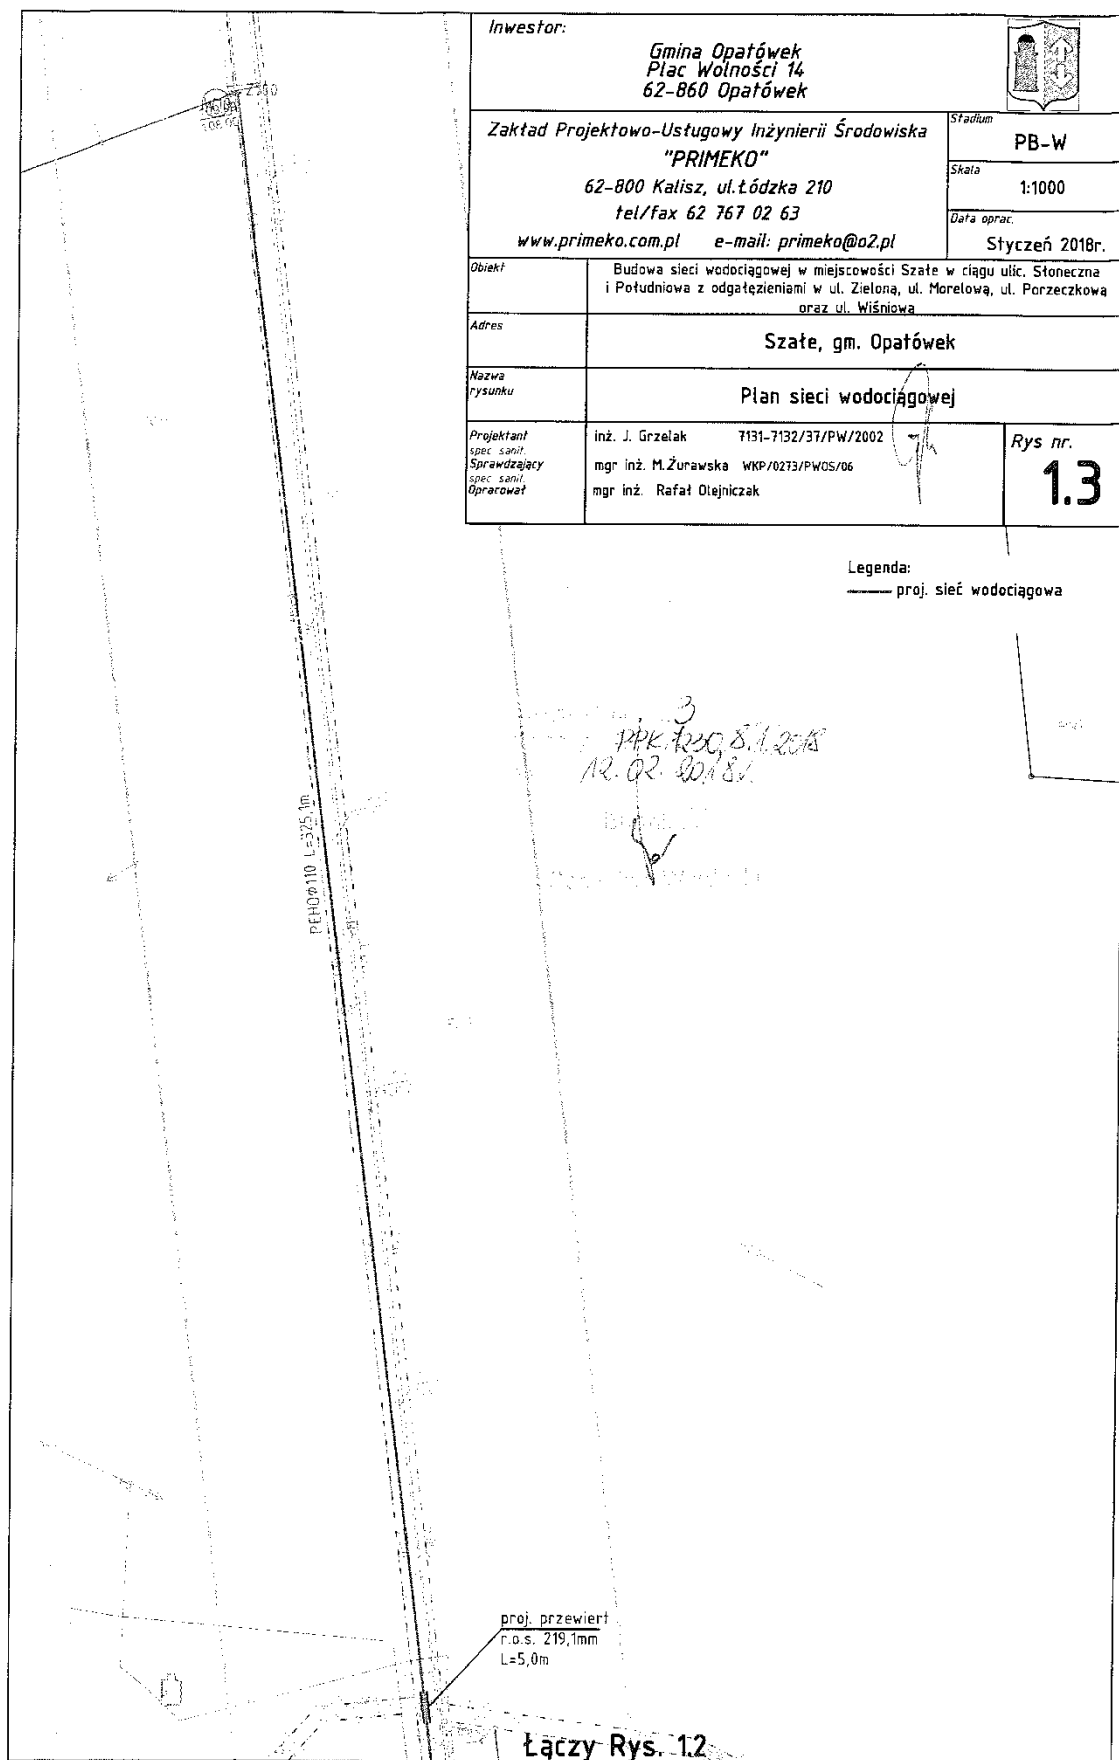 Inwestor:
Gmina Opatówek
Plac Wolności 14
62-860 Opatówek
Zakład Projektowo-Usługowy Inżynierii Środowiska
"PRIMEKO"
62-800 Kalisz, ul.Łódzka 210
tel/fax 62 767 02 63
www.primeko.com.pl e-mail: primeko@o2.pl
Stadium
PB-W
Skala
1:1000
Data oprac.
Styczeń 2018r.
Obiekt
Budowa sieci wodociągowej w miejscowości Szałe w ciągu ulic. Słoneczna
i Południowa z odgałęzieniami w ul. Zieloną, ul. Morelową, ul. Porzeczkową
oraz ul. Wiśniową
Adres
Szałe, gm. Opatówek
Nazwa
rysunku
Plan sieci wodociągowej
Projektant
spec sanit.
inż. J. Grzelak 7131-7132/37/PW/2002
Sprawdzający
spec sanit.
mgr inż. M.Żurawska WKP/0273/PWOS/06
Opracował
mgr inż. Rafał Olejniczak
Rys nr.
1.3
Legenda:
proj. sieć wodociągowa
3
12.02.2018r.
PEHDΦ110 L=325,1m
proj. przewiert
r.o.s. 219,1mm
L=5,0m
Łączy Rys. 1.2